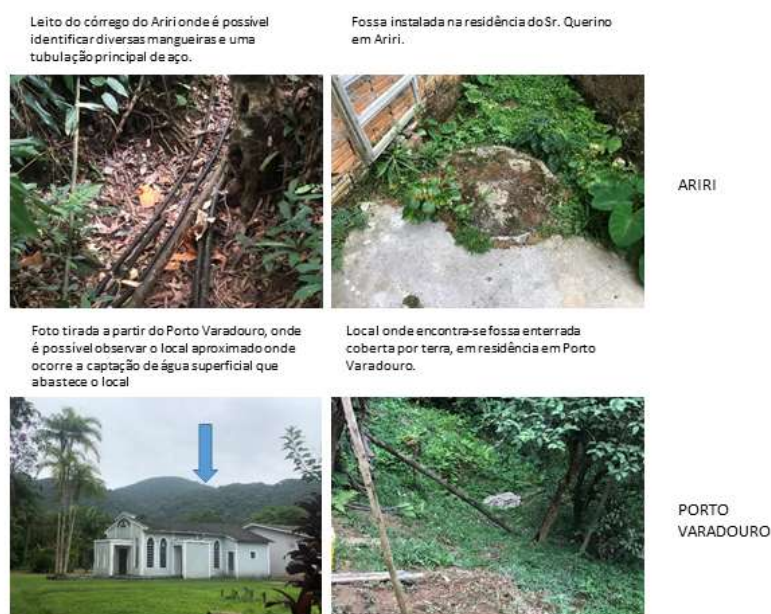 Leito do córrego do Ariri onde é possível
identificar diversas mangueiras e uma
tubulação principal de aço.
Fossa instalada na residência do Sr. Querino
em Ariri.
ARIRI
Foto tirada a partir do Porto Varadouro, onde
é possível observar o local aproximado onde
ocorre a captação de água superficial que
abastece o local
Local onde encontra-se fossa enterrada
coberta por terra, em residência em Porto
Varadouro.
PORTO
VARADOURO